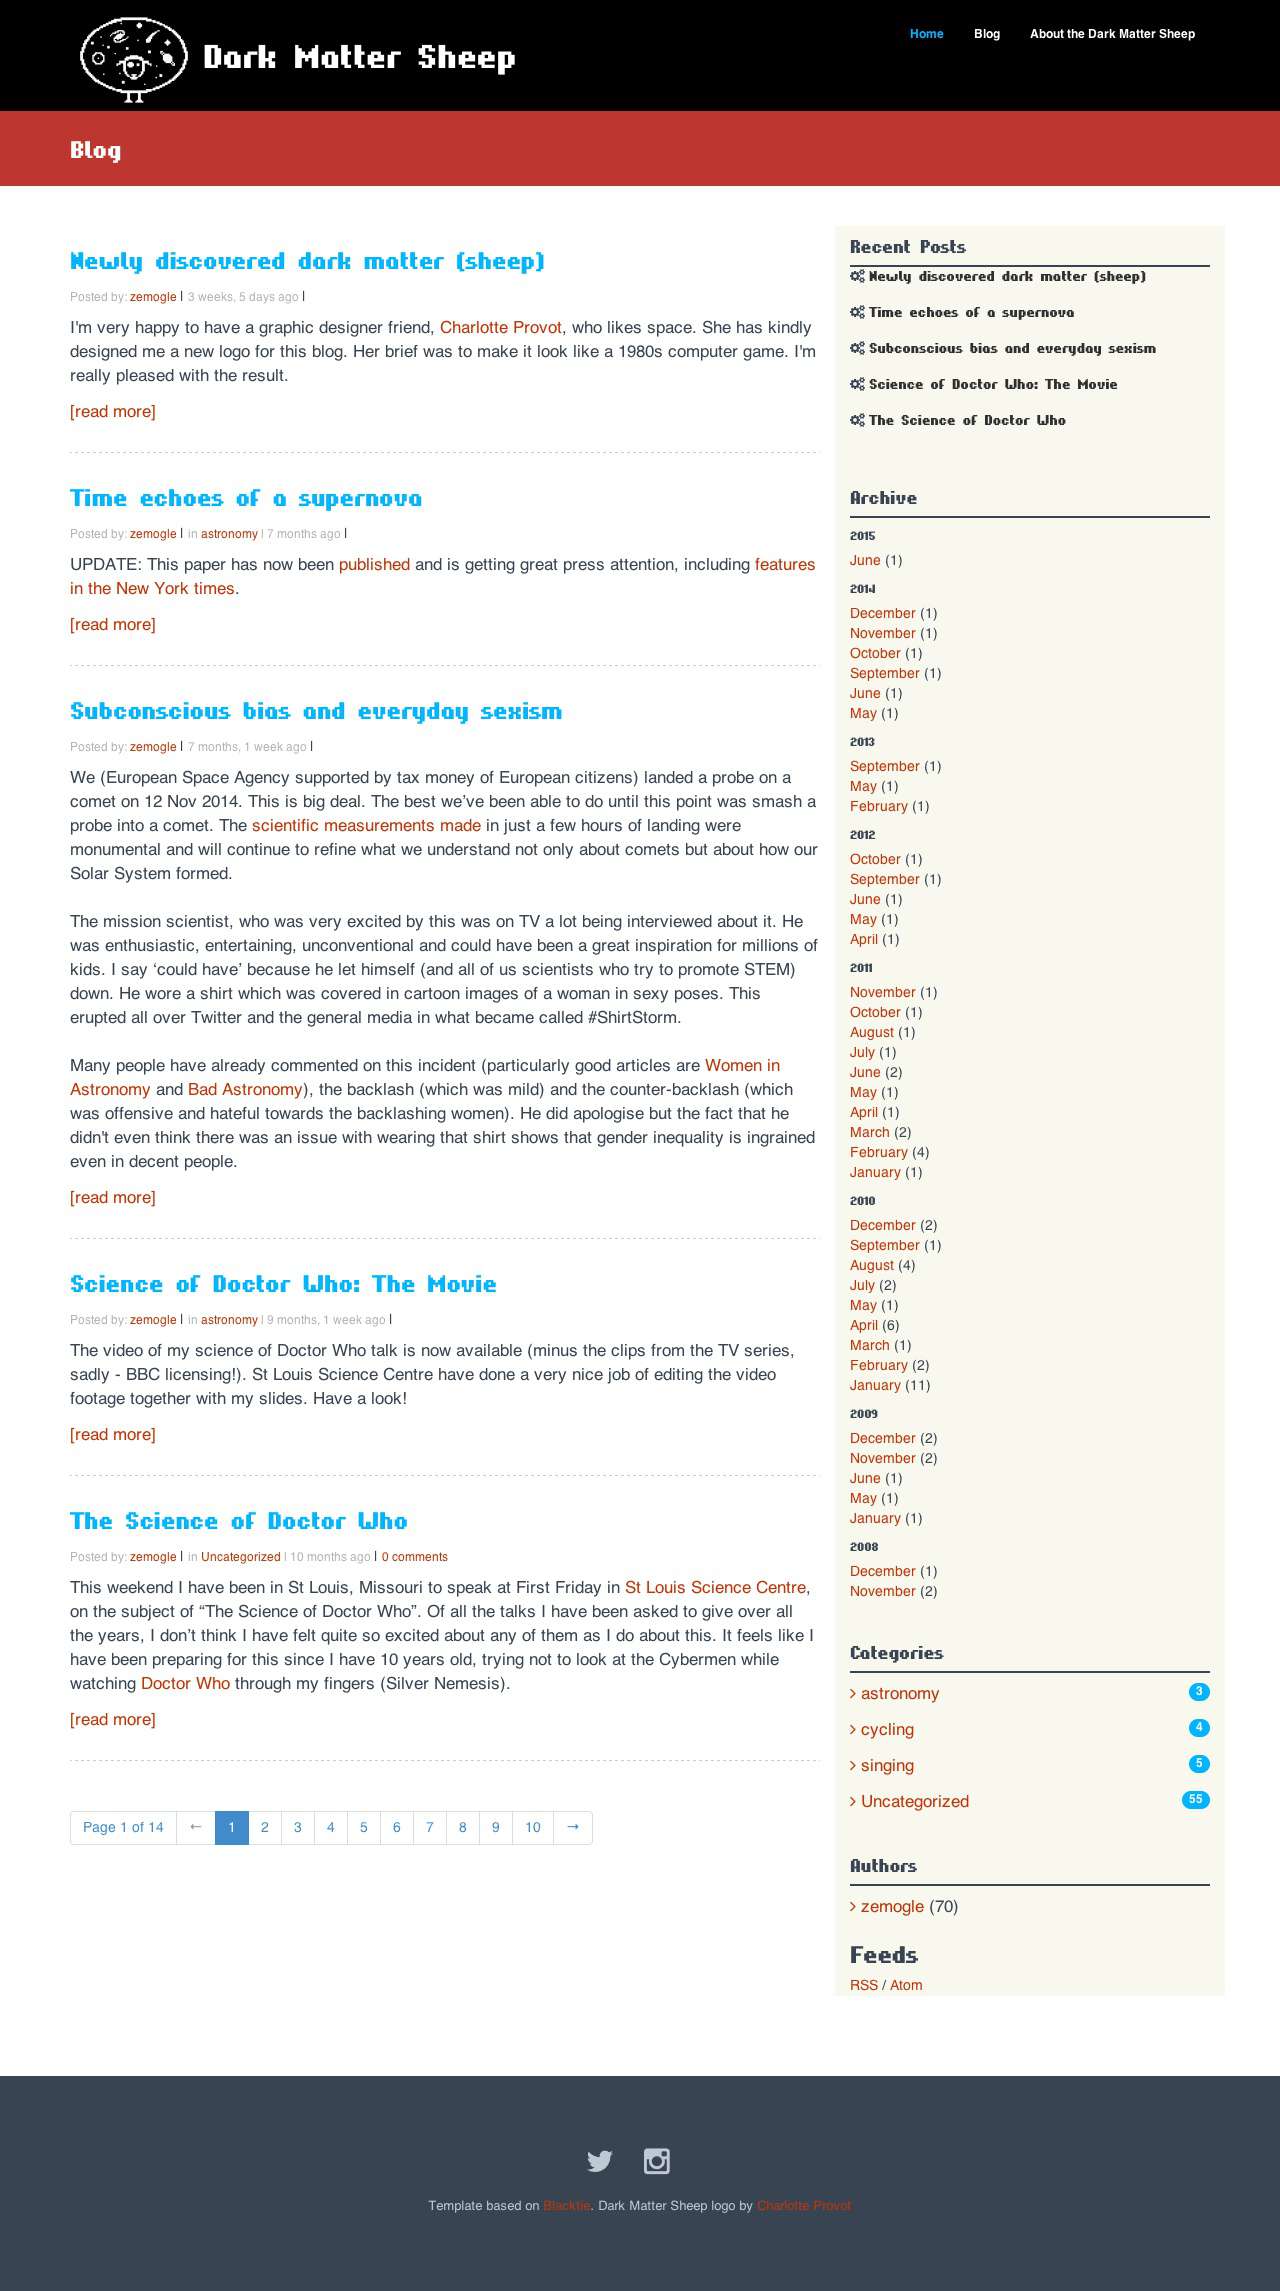 Dark Matter Sheep
Home
Blog
About the Dark Matter Sheep
Blog
Newly discovered dark matter (sheep)
Posted by: zemogle | 3 weeks, 5 days ago |
I'm very happy to have a graphic designer friend, Charlotte Provot, who likes space. She has kindly
designed me a new logo for this blog. Her brief was to make it look like a 1980s computer game. I'm
really pleased with the result.
[read more]
Time echoes of a supernova
Posted by: zemogle | in astronomy | 7 months ago |
UPDATE: This paper has now been published and is getting great press attention, including features
in the New York times.
[read more]
Subconscious bias and everyday sexism
Posted by: zemogle | 7 months, 1 week ago |
We (European Space Agency supported by tax money of European citizens) landed a probe on a
comet on 12 Nov 2014. This is big deal. The best we’ve been able to do until this point was smash a
probe into a comet. The scientific measurements made in just a few hours of landing were
monumental and will continue to refine what we understand not only about comets but about how our
Solar System formed.
The mission scientist, who was very excited by this was on TV a lot being interviewed about it. He
was enthusiastic, entertaining, unconventional and could have been a great inspiration for millions of
kids. I say ‘could have’ because he let himself (and all of us scientists who try to promote STEM)
down. He wore a shirt which was covered in cartoon images of a woman in sexy poses. This
erupted all over Twitter and the general media in what became called #ShirtStorm.
Many people have already commented on this incident (particularly good articles are Women in
Astronomy and Bad Astronomy), the backlash (which was mild) and the counter-backlash (which
was offensive and hateful towards the backlashing women). He did apologise but the fact that he
didn't even think there was an issue with wearing that shirt shows that gender inequality is ingrained
even in decent people.
[read more]
Science of Doctor Who: The Movie
Posted by: zemogle | in astronomy | 9 months, 1 week ago |
The video of my science of Doctor Who talk is now available (minus the clips from the TV series,
sadly - BBC licensing!). St Louis Science Centre have done a very nice job of editing the video
footage together with my slides. Have a look!
[read more]
The Science of Doctor Who
Posted by: zemogle | in Uncategorized | 10 months ago | 0 comments
This weekend I have been in St Louis, Missouri to speak at First Friday in St Louis Science Centre,
on the subject of “The Science of Doctor Who”. Of all the talks I have been asked to give over all
the years, I don’t think I have felt quite so excited about any of them as I do about this. It feels like I
have been preparing for this since I have 10 years old, trying not to look at the Cybermen while
watching Doctor Who through my fingers (Silver Nemesis).
[read more]
Page 1 of 14 ← 1 2 3 4 5 6 7 8 9 10 →
Recent Posts
Newly discovered dark matter (sheep)
Time echoes of a supernova
Subconscious bias and everyday sexism
Science of Doctor Who: The Movie
The Science of Doctor Who
Archive
2015
June (1)
2014
December (1)
November (1)
October (1)
September (1)
June (1)
May (1)
2013
September (1)
May (1)
February (1)
2012
October (1)
September (1)
June (1)
May (1)
April (1)
2011
November (1)
October (1)
August (1)
July (1)
June (2)
May (1)
April (1)
March (2)
February (4)
January (1)
2010
December (2)
September (1)
August (4)
July (2)
May (1)
April (6)
March (1)
February (2)
January (11)
2009
December (2)
November (2)
June (1)
May (1)
January (1)
2008
December (1)
November (2)
Categories
astronomy 3
cycling 4
singing 5
Uncategorized 55
Authors
zemogle (70)
Feeds
RSS / Atom
Template based on Blacktie. Dark Matter Sheep logo by Charlotte Provot